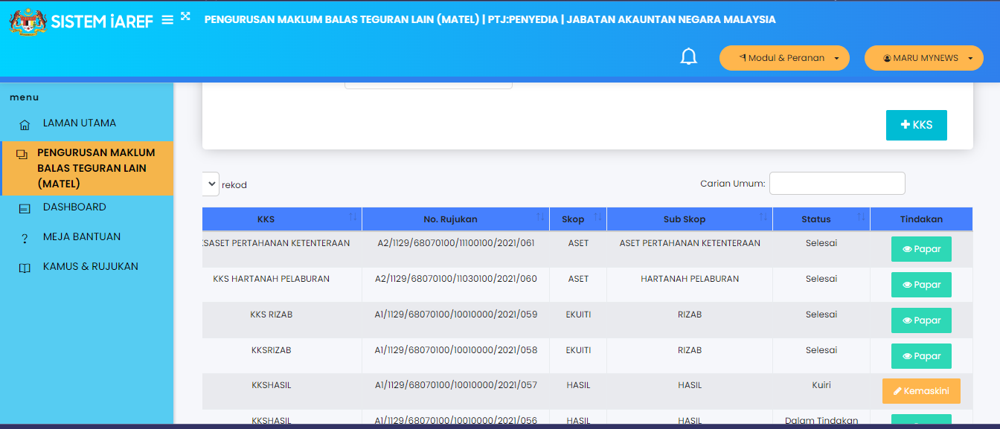 SISTEM iAREF
PENGURUSAN MAKLUM BALAS TEGURAN LAIN (MATEL) | PTJ:PENYEDIA | JABATAN AKAUNTAN NEGARA MALAYSIA
Modul & Peranan
MARU MYNEWS
menu
LAMAN UTAMA
PENGURUSAN MAKLUM
BALAS TEGURAN LAIN
(MATEL)
DASHBOARD
MEJA BANTUAN
KAMUS & RUJUKAN
+ KKS
rekod
Carian Umum:
KKS No. Rujukan Skop Sub Skop Status Tindakan
SASET PERTAHANAN KETENTERAAN A2/1129/68070100/11100100/2021/061 ASET ASET PERTAHANAN KETENTERAAN Selesai Papar
KKS HARTANAH PELABURAN A2/1129/68070100/11030100/2021/060 ASET HARTANAH PELABURAN Selesai Papar
KKS RIZAB A1/1129/68070100/10010000/2021/059 EKUITI RIZAB Selesai Papar
KKSRIZAB A1/1129/68070100/10010000/2021/058 EKUITI RIZAB Selesai Papar
KKSHASIL A1/1129/68070100/10010000/2021/057 HASIL HASIL Kuiri Kemaskini
KKSHASIL A1/1129/68070100/10010000/2021/056 HASIL HASIL Dalam Tindakan